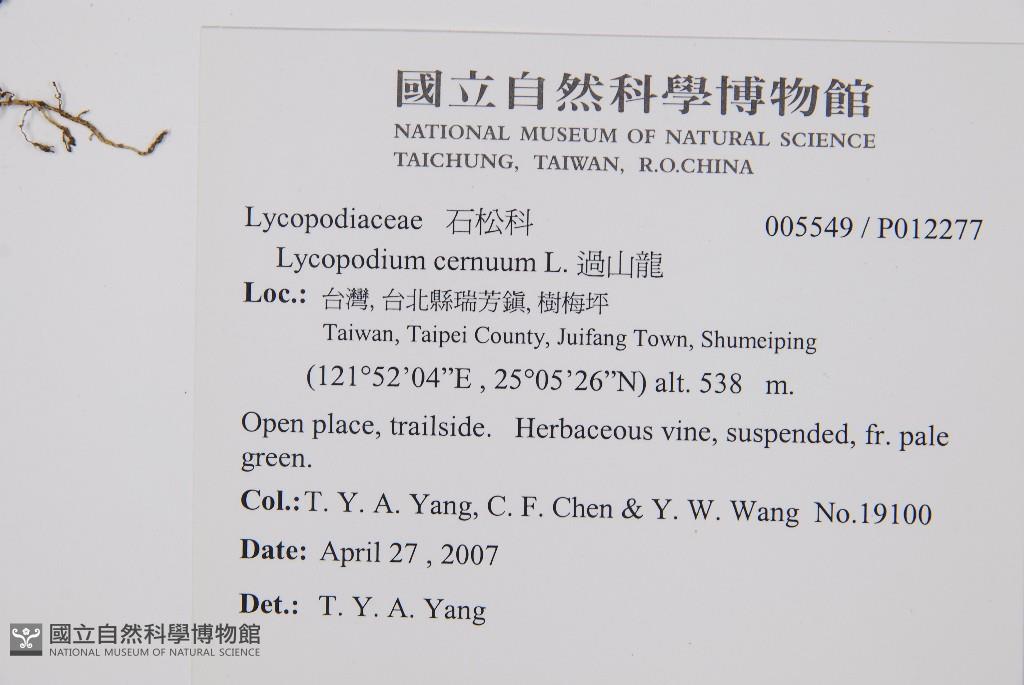 國立自然科學博物館
NATIONAL MUSEUM OF NATURAL SCIENCE
TAICHUNG, TAIWAN, R.O.CHINA
Lycopodiaceae 石松科 005549 / P012277
Lycopodium cernuum L. 過山龍
Loc.: 台灣, 台北縣瑞芳鎮, 樹梅坪
Taiwan, Taipei County, Juifang Town, Shumeiping
(121°52'04”E , 25°05'26”N) alt. 538 m.
Open place, trailside. Herbaceous vine, suspended, fr. pale
green.
Col.: T. Y. A. Yang, C. F. Chen & Y. W. Wang No.19100
Date: April 27 , 2007
Det.: T. Y. A. Yang
國立自然科學博物館
NATIONAL MUSEUM OF NATURAL SCIENCE